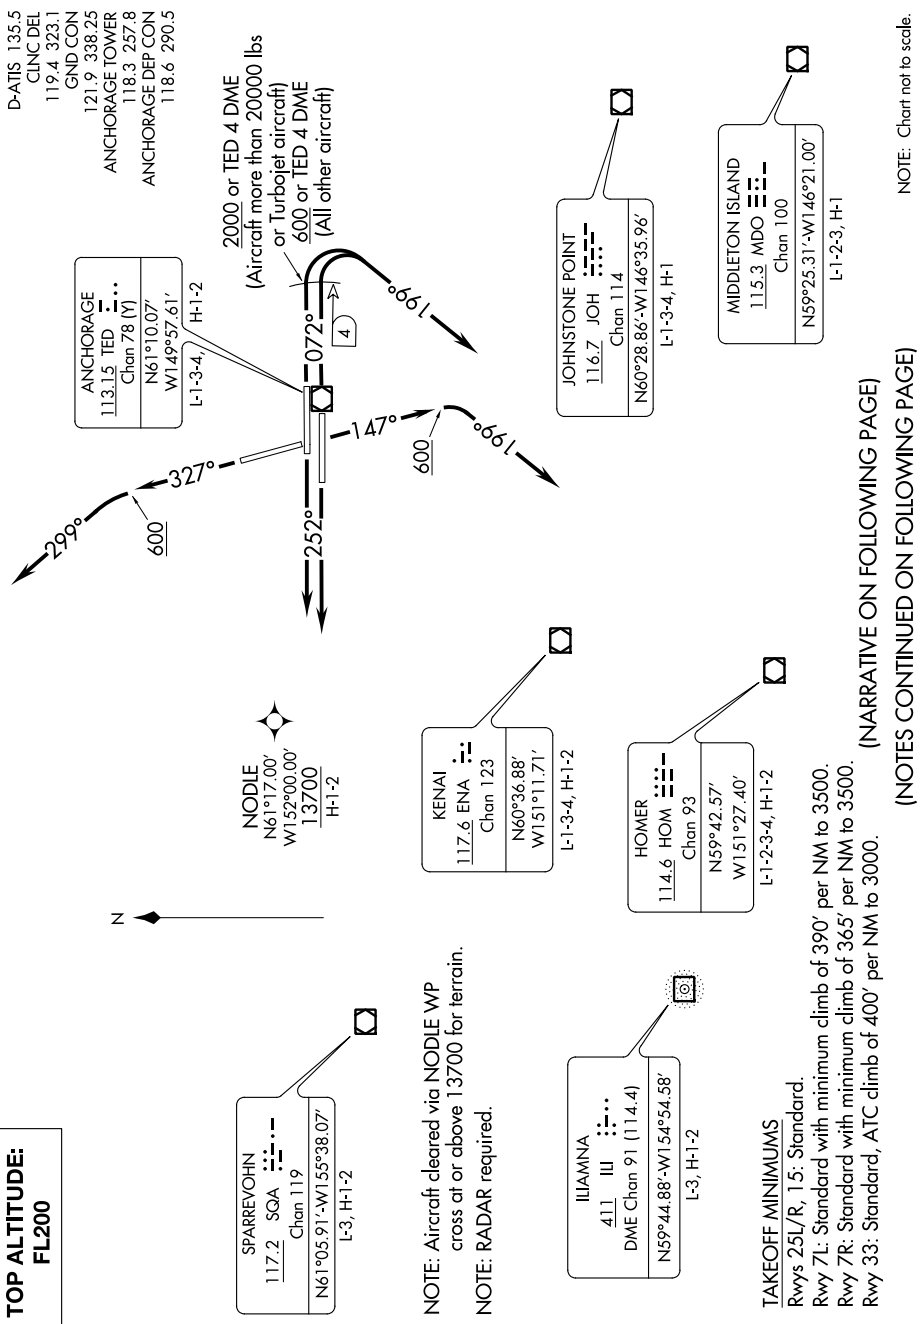 TOP ALTITUDE:
FL200
D-ATIS 135.5
CLNC DEL
119.4 323.1
GND CON
121.9 338.25
ANCHORAGE TOWER
118.3 257.8
ANCHORAGE DEP CON
118.6 290.5
ANCHORAGE
113.15 TED
Chan 78 (Y)
N61°10.07'
W149°57.61'
L-1-3-4, H-1-2
2000 or TED 4 DME
(Aircraft more than 20000 lbs
or Turbojet aircraft)
600 or TED 4 DME
(All other aircraft)
299°
327°
600
072°
4
199°
252°
147°
600
199°
NODLE
N61°17.00'
W152°00.00'
13700
H-1-2
N
SPARREVOHN
117.2 SQA
Chan 119
N61°05.91'-W155°38.07'
L-3, H-1-2
KENAI
117.6 ENA
Chan 123
N60°36.88'
W151°11.71'
L-1-3-4, H-1-2
JOHNSTONE POINT
116.7 JOH
Chan 114
N60°28.86'-W146°35.96'
L-1-3-4, H-1
NOTE: Aircraft cleared via NODLE WP
cross at or above 13700 for terrain.
NOTE: RADAR required.
ILIAMNA
411 ILI
DME Chan 91 (114.4)
N59°44.88'-W154°54.58'
L-3, H-1-2
HOMER
114.6 HOM
Chan 93
N59°42.57'
W151°27.40'
L-1-2-3-4, H-1-2
MIDDLETON ISLAND
115.3 MDO
Chan 100
N59°25.31'-W146°21.00'
L-1-2-3, H-1
TAKEOFF MINIMUMS
Rwys 25L/R, 15: Standard.
Rwy 7L: Standard with minimum climb of 390' per NM to 3500.
Rwy 7R: Standard with minimum climb of 365' per NM to 3500.
Rwy 33: Standard, ATC climb of 400' per NM to 3000.
(NARRATIVE ON FOLLOWING PAGE)
(NOTES CONTINUED ON FOLLOWING PAGE)
NOTE: Chart not to scale.